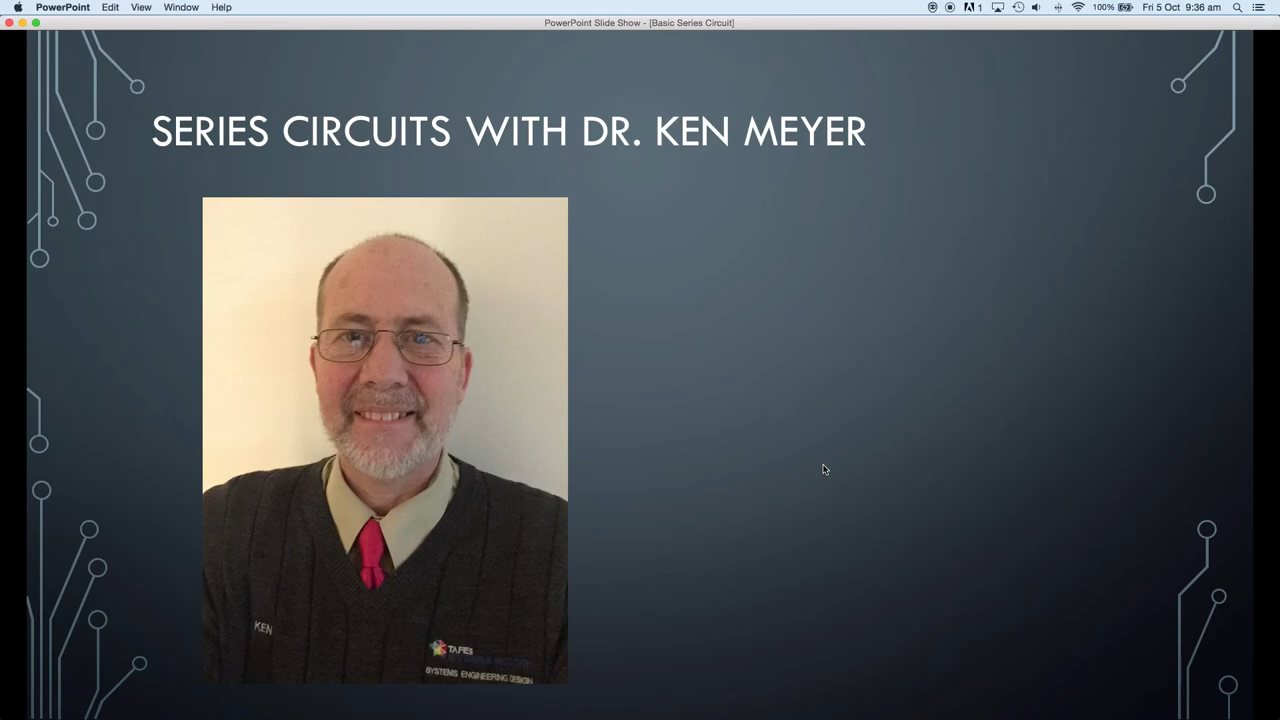 PowerPoint Edit View Window Help
1 100% Fri 5 Oct 9:36 am
PowerPoint Slide Show - [Basic Series Circuit]
SERIES CIRCUITS WITH DR. KEN MEYER
KEN
TAFE
SYSTEMS ENGINEERING DESIGN